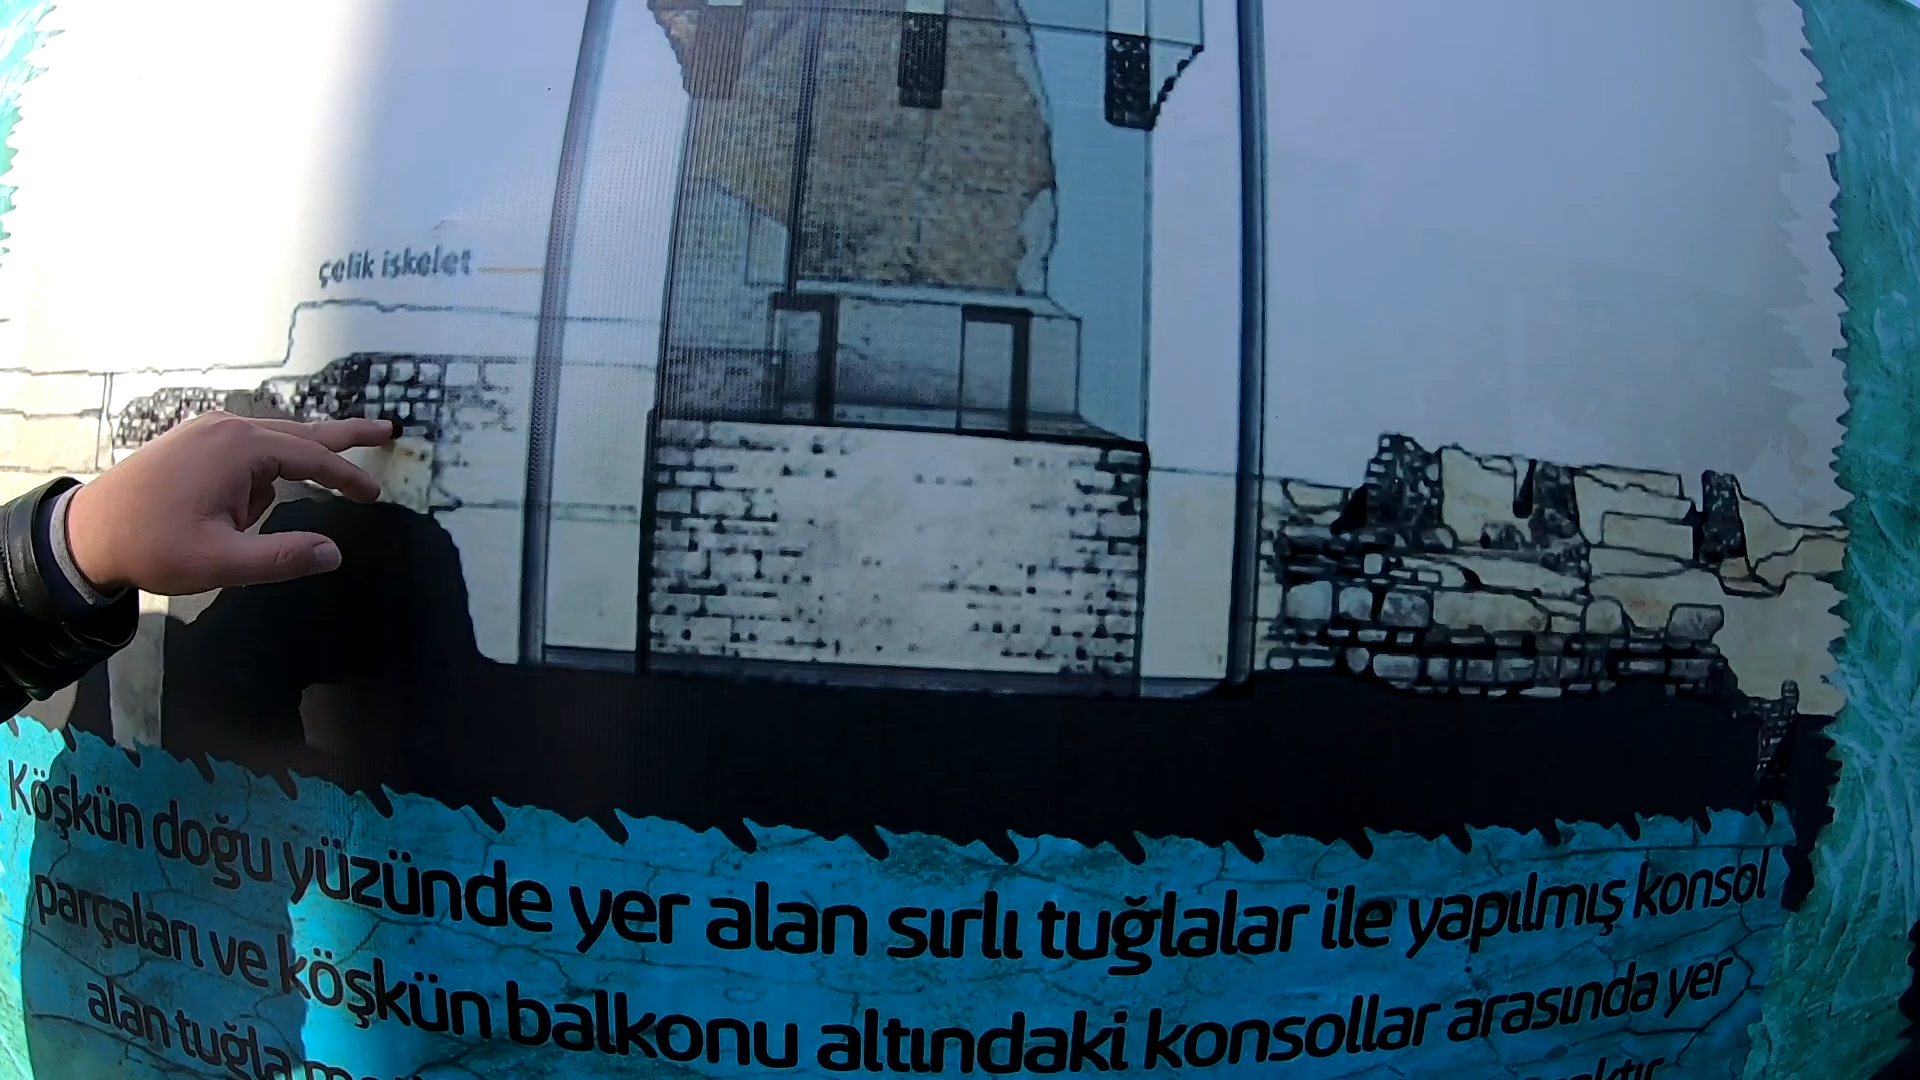 çelik iskelet
Köşkün doğu yüzünde yer alan sırlı tuğlalar ile yapılmış konsol
parçaları ve köşkün balkonu altındaki konsollar arasında yer
alan tuğla